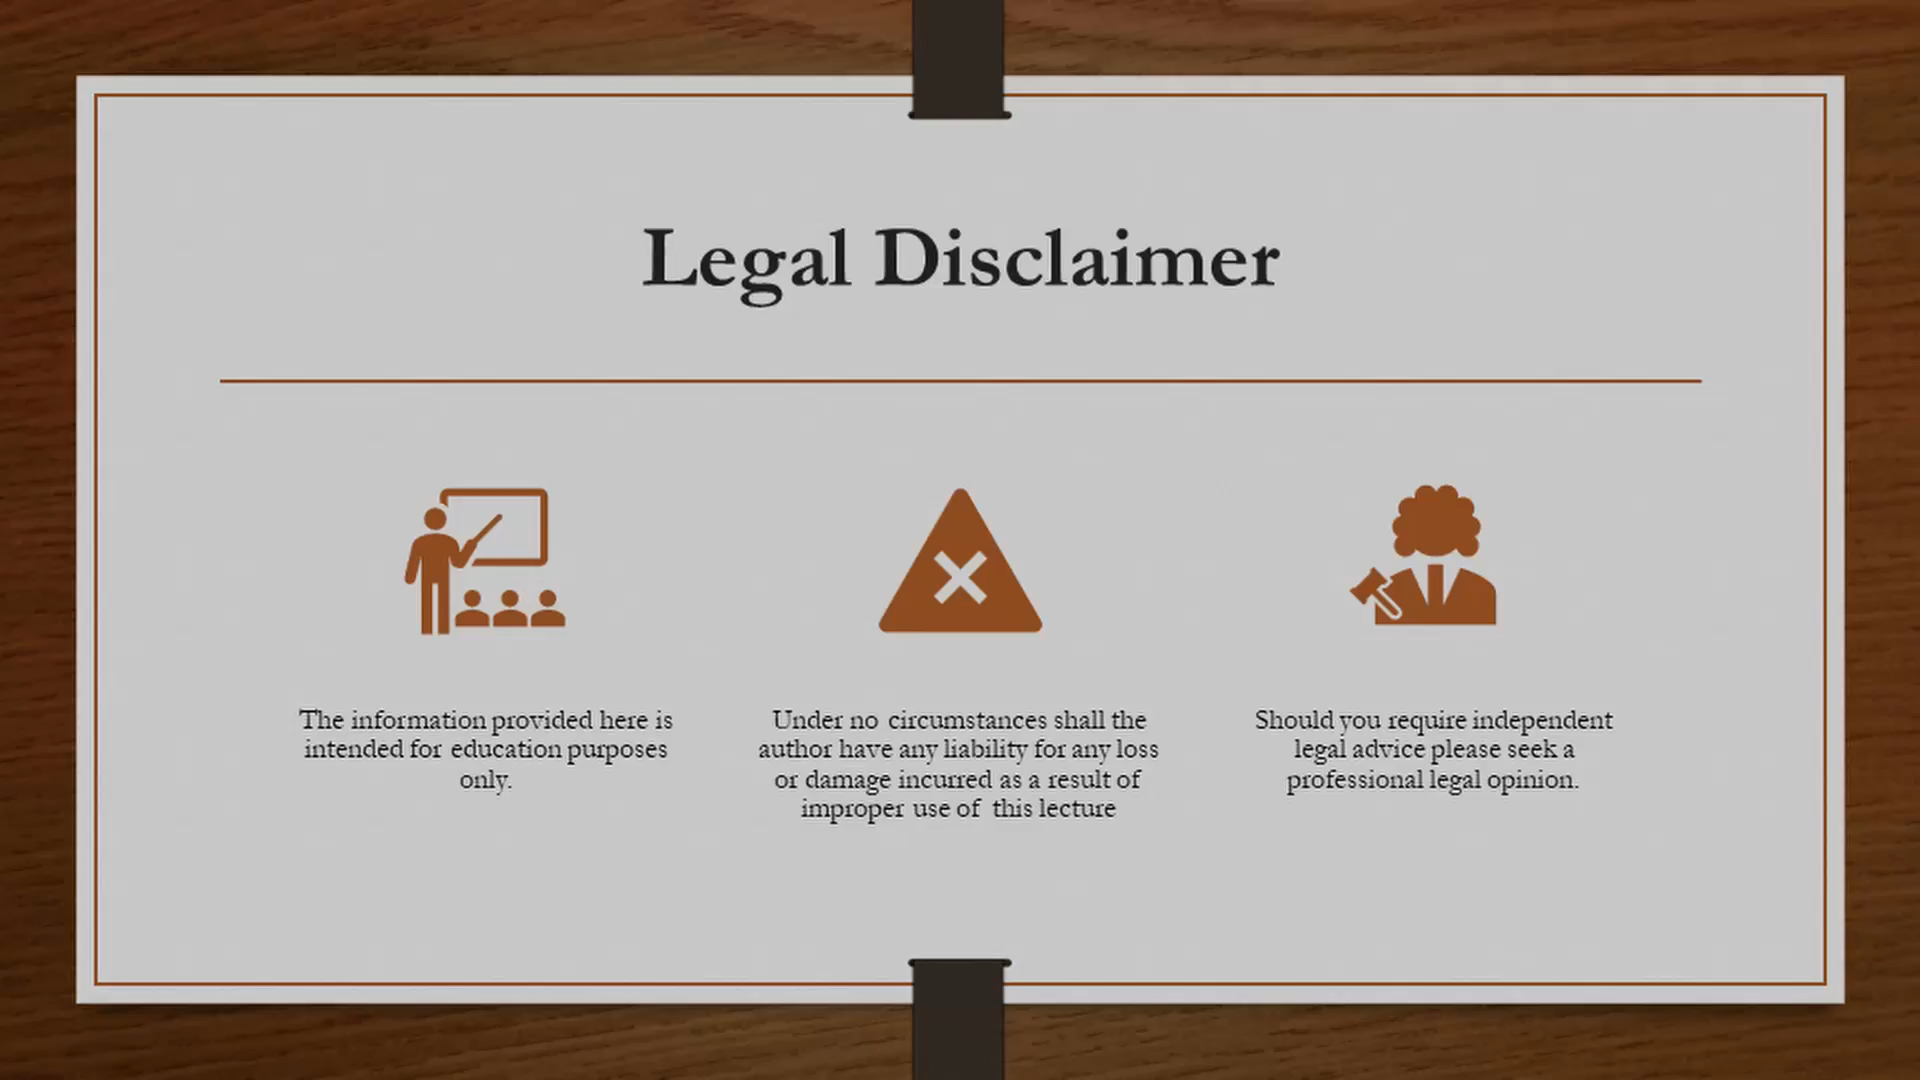 Legal Disclaimer
The information provided here is
intended for education purposes
only.
Under no circumstances shall the
author have any liability for any loss
or damage incurred as a result of
improper use of this lecture
Should you require independent
legal advice please seek a
professional legal opinion.